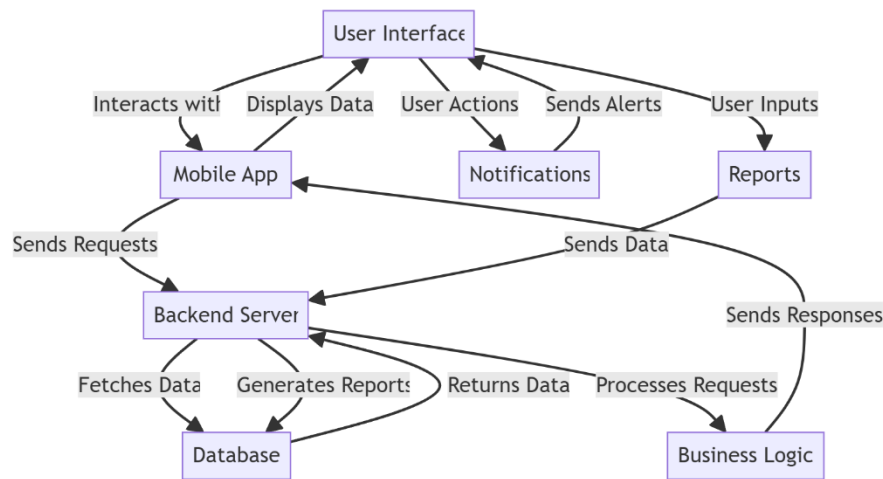 User Interface
Interacts with
Displays Data
User Actions
Sends Alerts
User Inputs
Mobile App
Notifications
Reports
Sends Requests
Sends Data
Backend Server
Sends Responses
Fetches Data
Generates Reports
Returns Data
Processes Requests
Database
Business Logic